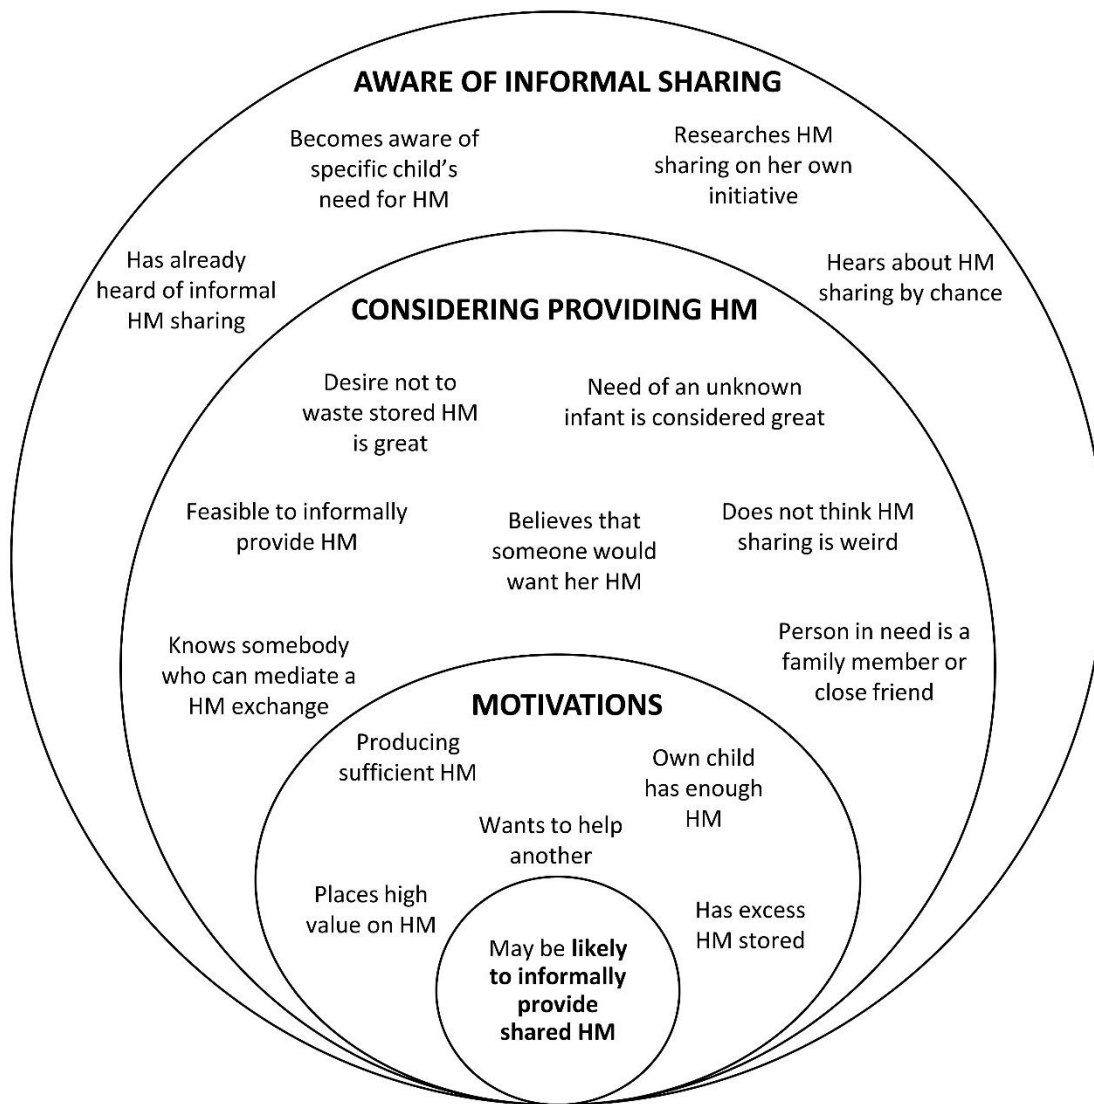 AWARE OF INFORMAL SHARING
Becomes aware of
specific child's
need for HM
Researches HM
sharing on her own
initiative
Has already
heard of informal
HM sharing
Hears about HM
sharing by chance
CONSIDERING PROVIDING HM
Desire not to
waste stored HM
is great
Need of an unknown
infant is considered great
Feasible to informally
provide HM
Believes that
someone would
want her HM
Does not think HM
sharing is weird
Knows somebody
who can mediate a
HM exchange
Person in need is a
family member or
close friend
MOTIVATIONS
Producing
sufficient HM
Own child
has enough
HM
Wants to help
another
Places high
value on HM
Has excess
HM stored
May be likely
to informally
provide
shared HM